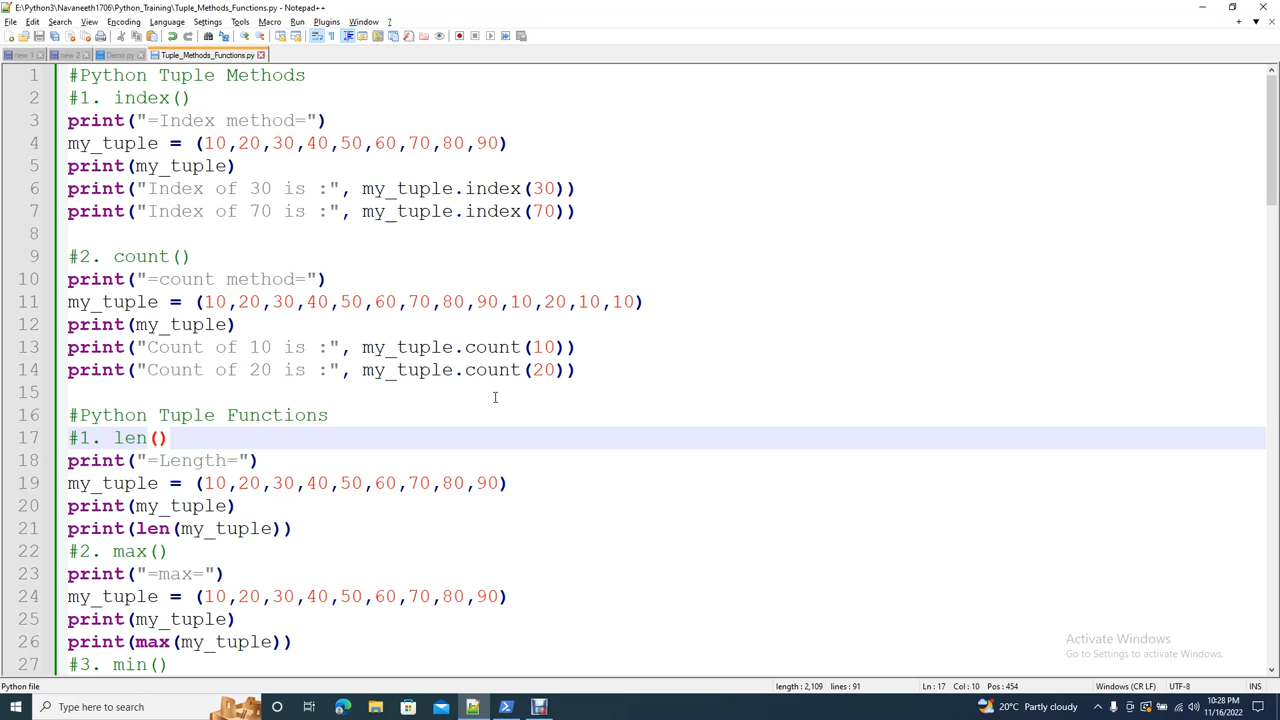 E:\Python3\Navaneeth1706\Python_Training\Tuple_Methods_Functions.py - Notepad++
File Edit Search View Encoding Language Settings Tools Macro Run Plugins Window ?
new 1 new 2 Demo.py Tuple_Methods_Functions.py
1 #Python Tuple Methods
2 #1. index()
3 print("=Index method=")
4 my_tuple = (10,20,30,40,50,60,70,80,90)
5 print(my_tuple)
6 print("Index of 30 is :", my_tuple.index(30))
7 print("Index of 70 is :", my_tuple.index(70))
8
9 #2. count()
10 print("=count method=")
11 my_tuple = (10,20,30,40,50,60,70,80,90,10,20,10,10)
12 print(my_tuple)
13 print("Count of 10 is :", my_tuple.count(10))
14 print("Count of 20 is :", my_tuple.count(20))
15
16 #Python Tuple Functions
17 #1. len()
18 print("=Length=")
19 my_tuple = (10,20,30,40,50,60,70,80,90)
20 print(my_tuple)
21 print(len(my_tuple))
22 #2. max()
23 print("=max=")
24 my_tuple = (10,20,30,40,50,60,70,80,90)
25 print(my_tuple)
26 print(max(my_tuple))
27 #3. min()
Activate Windows
Go to Settings to activate Windows.
Python file length : 2,109 lines : 91 Ln : 17 Col : 10 Pos : 454 Windows (CR LF) UTF-8 INS
Type here to search
20°C Partly cloudy
10:28 PM
11/16/2022